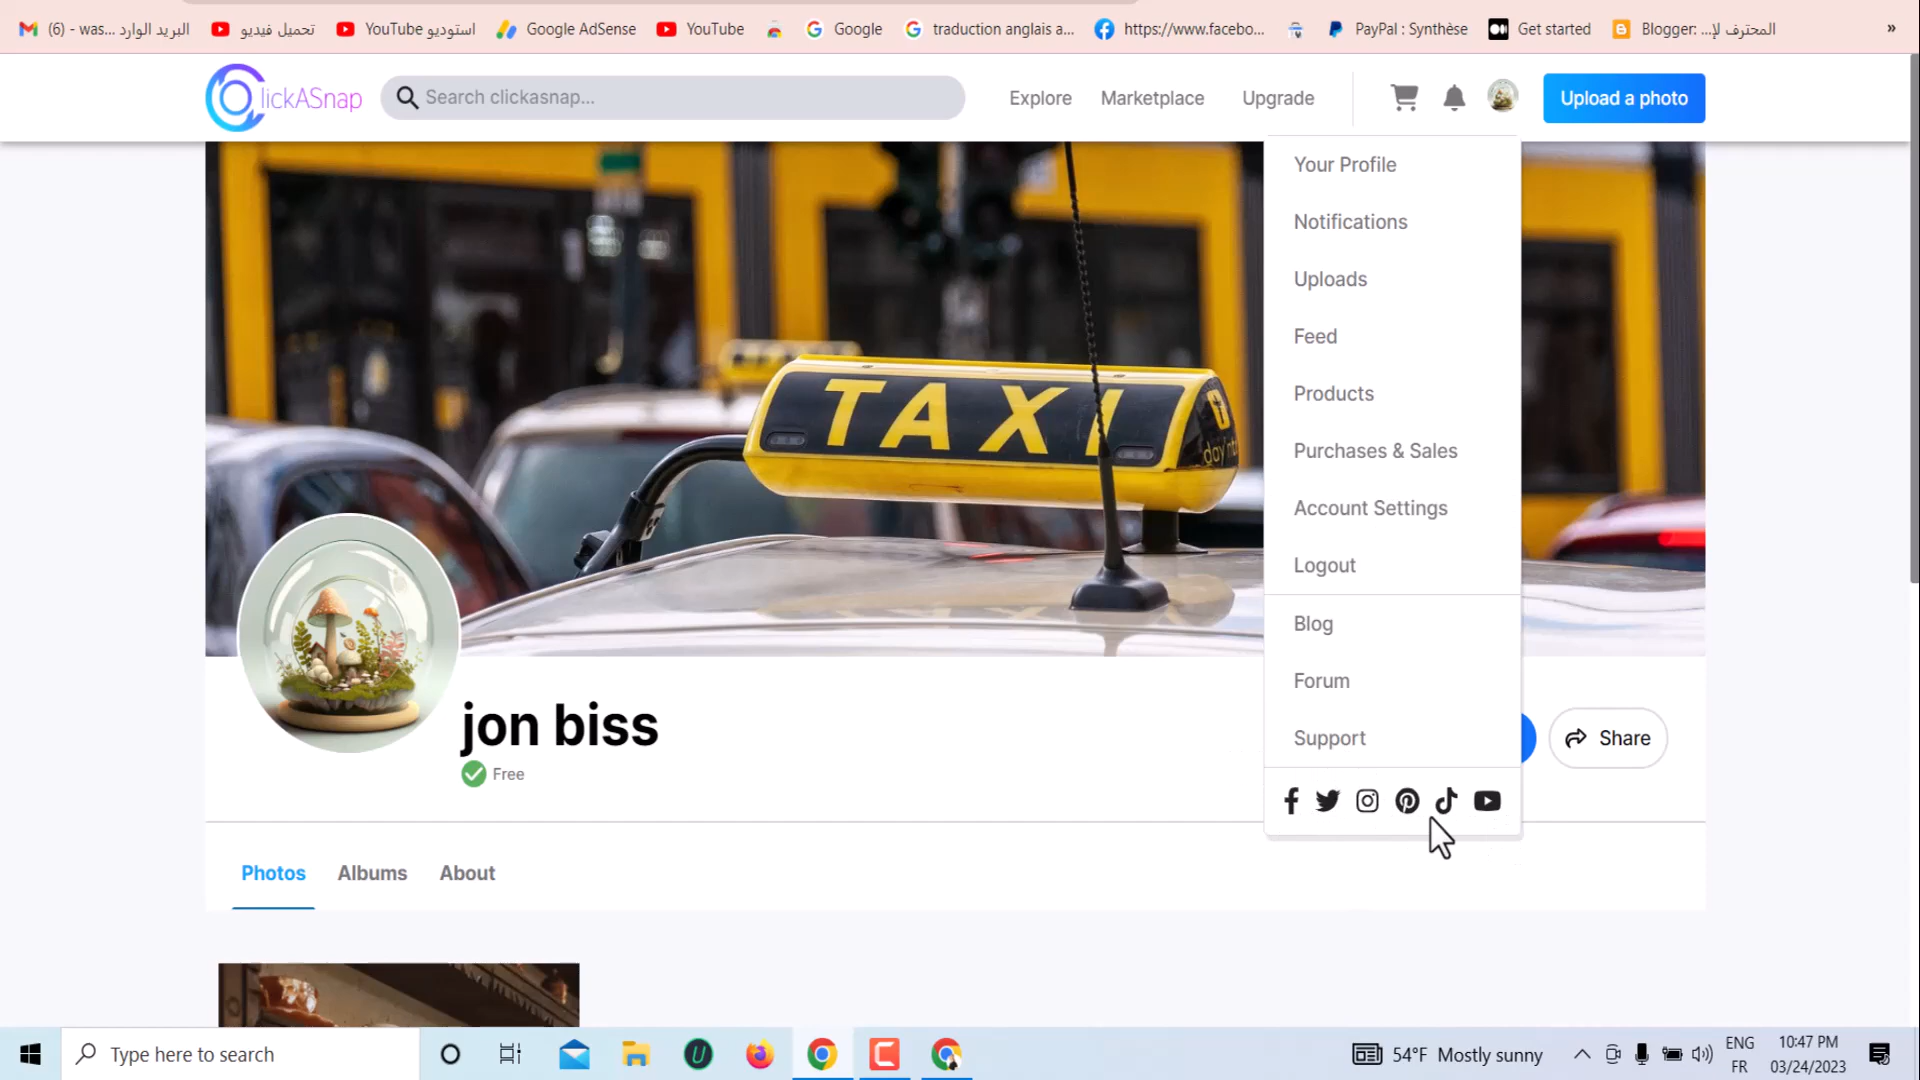 البريد الوارد (6) - was...
تحميل فيديو
استوديو YouTube
Google AdSense
YouTube
Google
traduction anglais a...
https://www.facebo...
PayPal : Synthèse
Get started
Blogger: ...المحترف لإ
»
ClickASnap
Search clickasnap...
Explore
Marketplace
Upgrade
Upload a photo
Your Profile
Notifications
Uploads
Feed
Products
Purchases & Sales
Account Settings
Logout
Blog
Forum
Support
TAXI
jon biss
Free
Share
Photos
Albums
About
Type here to search
54°F Mostly sunny
ENG
FR
10:47 PM
03/24/2023